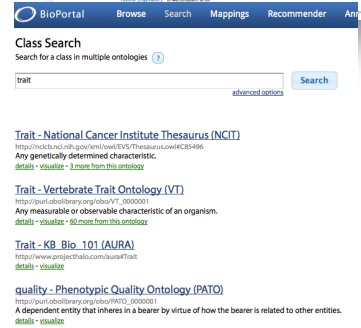 BioPortal Browse Search Mappings Recommender
Class Search
Search for a class in multiple ontologies ?
trait
Search
advanced options
Trait - National Cancer Institute Thesaurus (NCIT)
http://ncicb.nci.nih.gov/xml/owl/EVS/Thesaurus.owl#C85496
Any genetically determined characteristic.
details - visualize - 3 more from this ontology
Trait - Vertebrate Trait Ontology (VT)
http://purl.obolibrary.org/obo/VT_0000001
Any measurable or observable characteristic of an organism.
details - visualize - 60 more from this ontology
Trait - KB_Bio_101 (AURA)
http://www.projecthalo.com/aura#Trait
details - visualize
quality - Phenotypic Quality Ontology (PATO)
http://purl.obolibrary.org/obo/PATO_0000001
A dependent entity that inheres in a bearer by virtue of how the bearer is related to other entities.
details - visualize